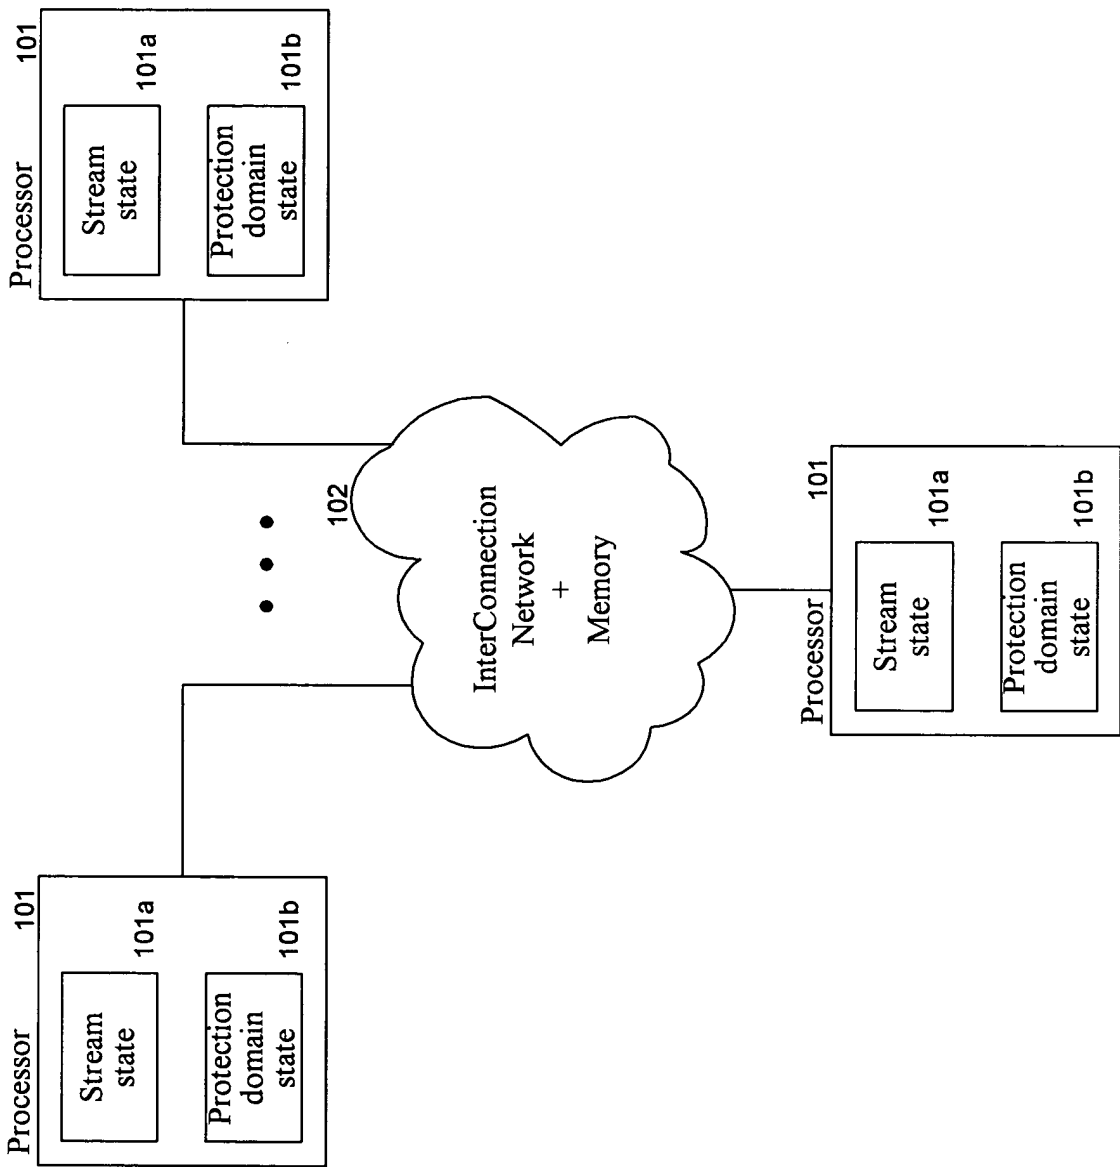 Processor
101
Stream
state
101a
Protection
domain
state
101b
Processor
101
Stream
state
101a
Protection
domain
state
101b
102
InterConnection
Network
+
Memory
Processor
101
Stream
state
101a
Protection
domain
state
101b